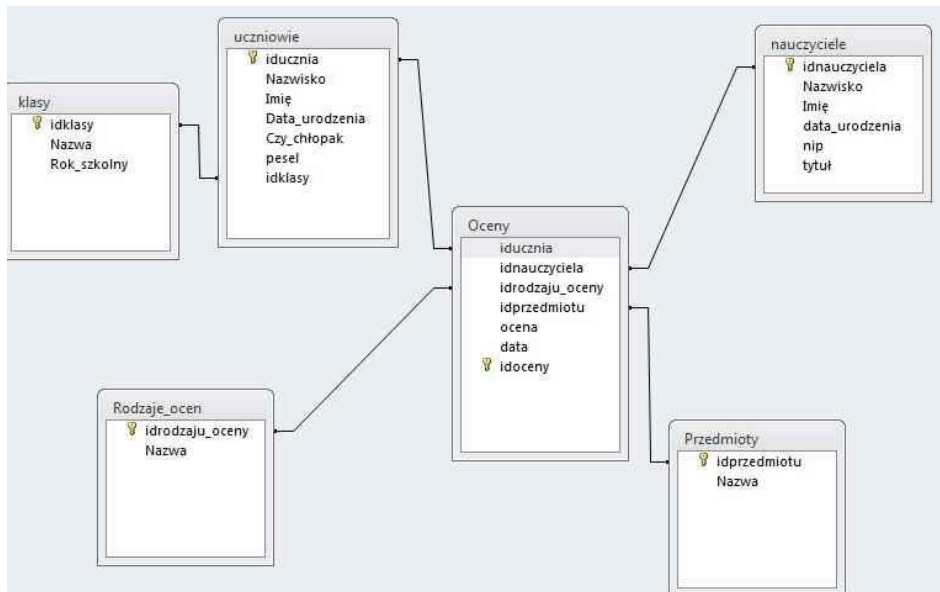 klasy
idklasy
Nazwa
Rok_szkolny
uczniowie
iducznia
Nazwisko
Imię
Data_urodzenia
Czy_chłopak
pesel
idklasy
nauczyciele
idnauczyciela
Nazwisko
Imię
data_urodzenia
nip
tytuł
Oceny
iducznia
idnauczyciela
idrodzaju_oceny
idprzedmiotu
ocena
data
idoceny
Rodzaje_ocen
idrodzaju_oceny
Nazwa
Przedmioty
idprzedmiotu
Nazwa